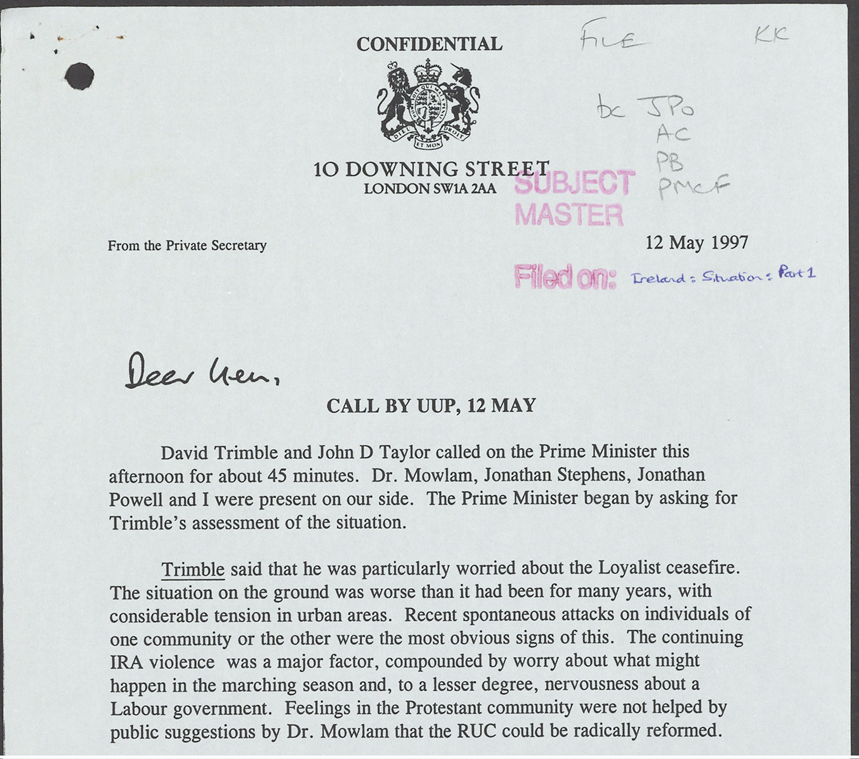 CONFIDENTIAL
FILE
KK
bc JPo
AC
PB
PMCF
DIEU ET MON DROIT
10 DOWNING STREET
LONDON SW1A 2AA
SUBJECT
MASTER
From the Private Secretary
12 May 1997
Filed on: Ireland: Situation: Part 1
Dear Ken,
CALL BY UUP, 12 MAY
David Trimble and John D Taylor called on the Prime Minister this
afternoon for about 45 minutes. Dr. Mowlam, Jonathan Stephens, Jonathan
Powell and I were present on our side. The Prime Minister began by asking for
Trimble's assessment of the situation.
Trimble said that he was particularly worried about the Loyalist ceasefire.
The situation on the ground was worse than it had been for many years, with
considerable tension in urban areas. Recent spontaneous attacks on individuals of
one community or the other were the most obvious signs of this. The continuing
IRA violence was a major factor, compounded by worry about what might
happen in the marching season and, to a lesser degree, nervousness about a
Labour government. Feelings in the Protestant community were not helped by
public suggestions by Dr. Mowlam that the RUC could be radically reformed.